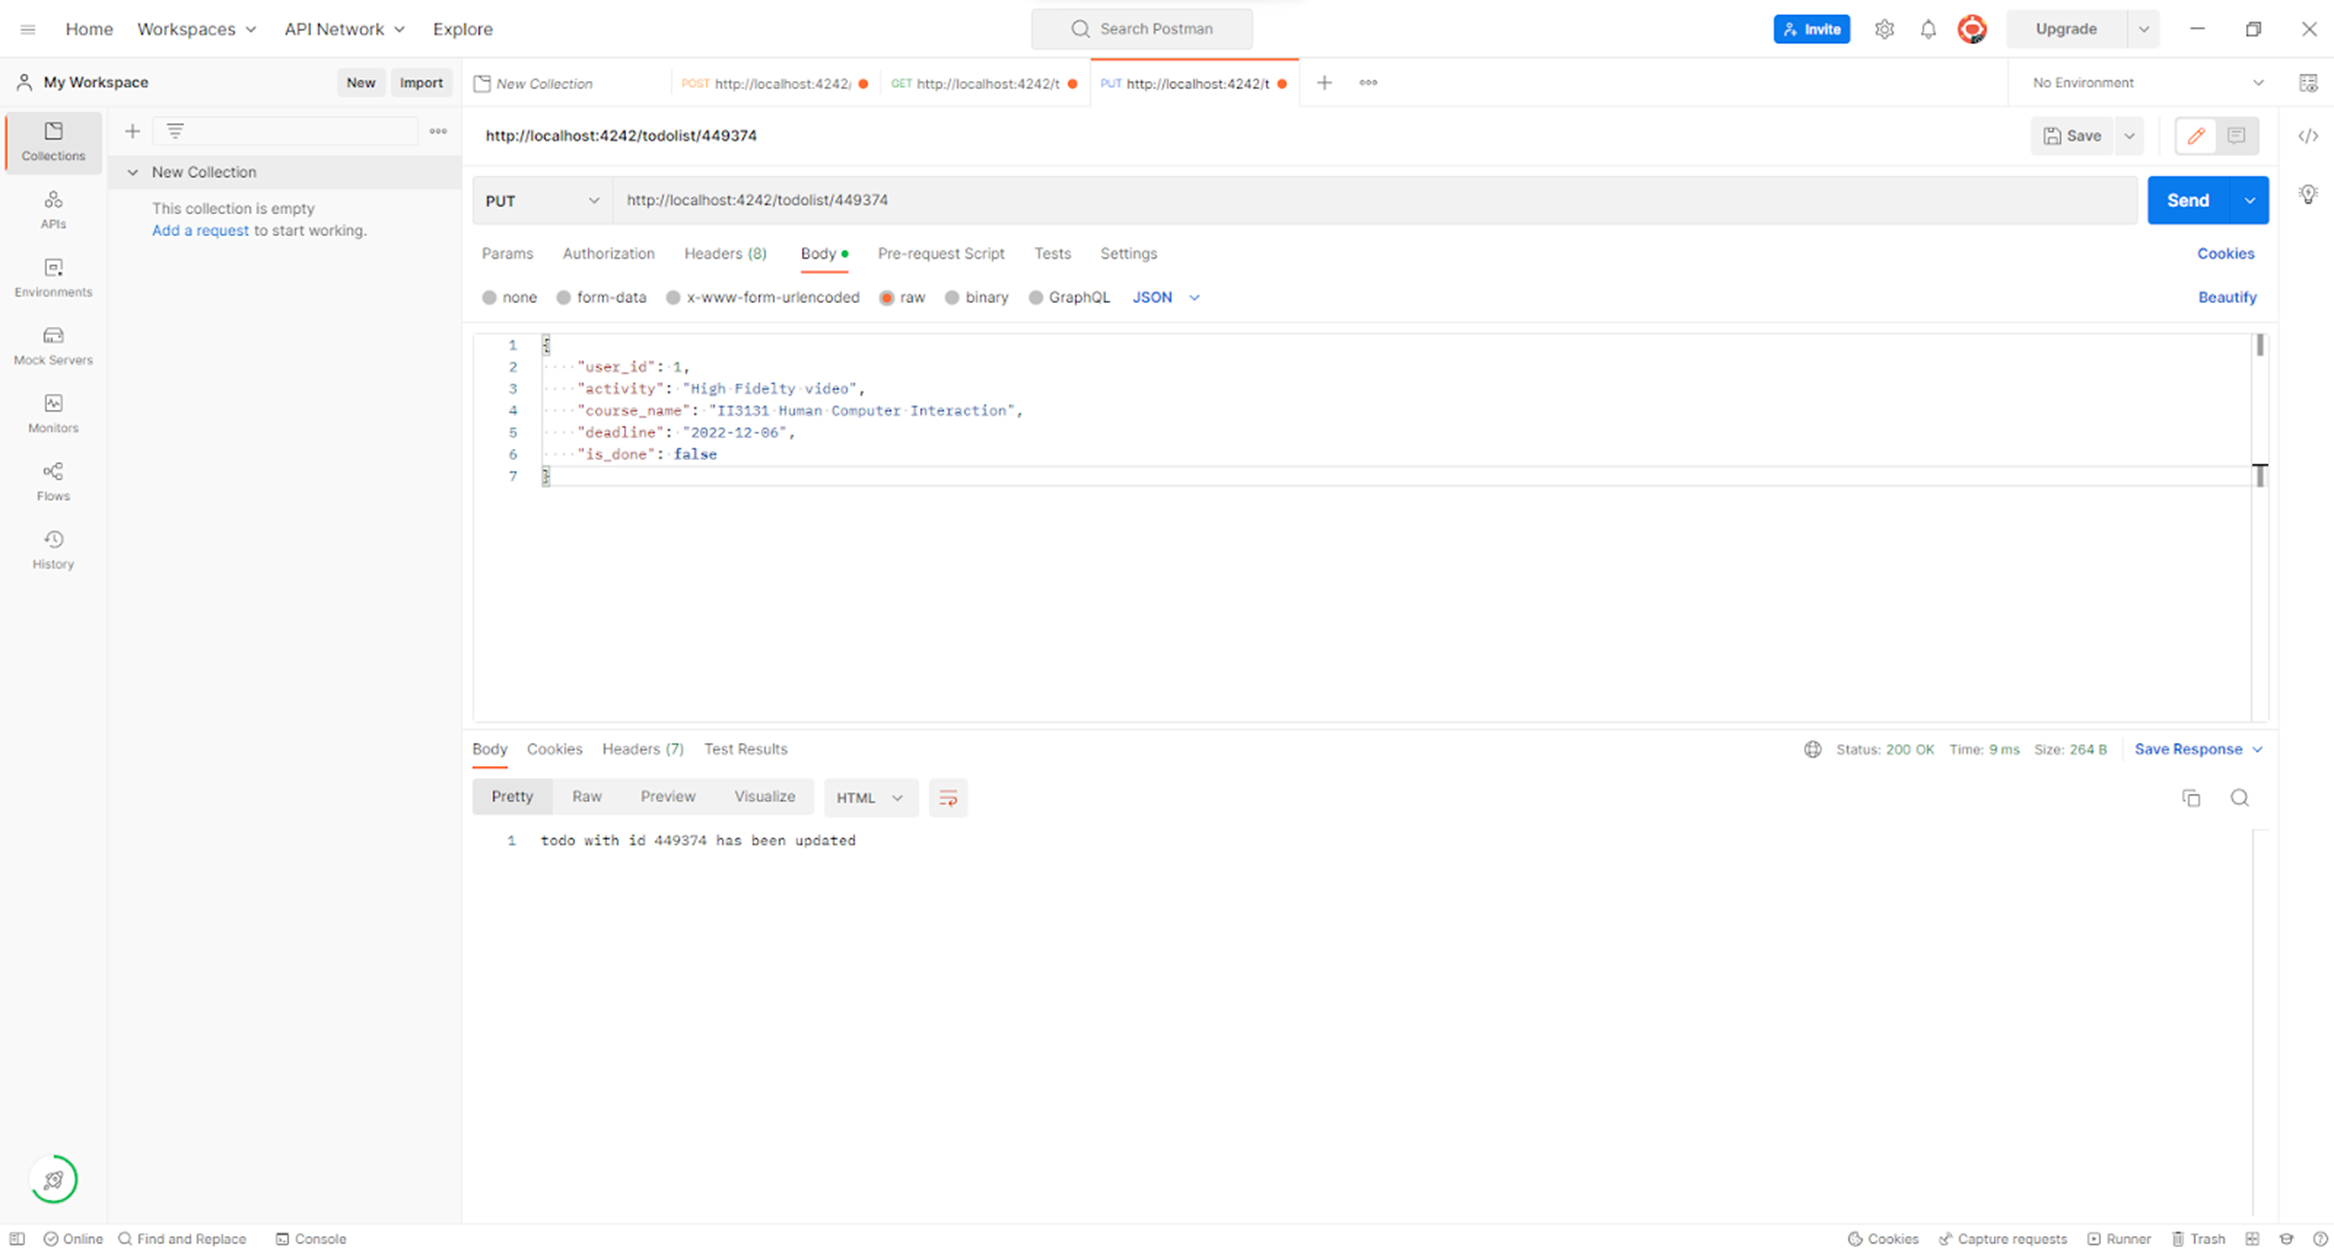 Home Workspaces API Network Explore Search Postman Invite Upgrade
My Workspace New Import New Collection POST http://localhost:4242/ GET http://localhost:4242/t PUT http://localhost:4242/t No Environment
Collections
APIs
Environments
Mock Servers
Monitors
Flows
History
New Collection
This collection is empty
Add a request to start working.
http://localhost:4242/todolist/449374 Save
PUT http://localhost:4242/todolist/449374 Send
Params Authorization Headers (8) Body Pre-request Script Tests Settings Cookies
none form-data x-www-form-urlencoded raw binary GraphQL JSON Beautify
1 {
2 "user_id": 1,
3 "activity": "High Fidelty video",
4 "course_name": "II3131 Human Computer Interaction",
5 "deadline": "2022-12-06",
6 "is_done": false
7 }
Body Cookies Headers (7) Test Results Status: 200 OK Time: 9 ms Size: 264 B Save Response
Pretty Raw Preview Visualize HTML
1 todo with id 449374 has been updated
Online Find and Replace Console Cookies Capture requests Runner Trash